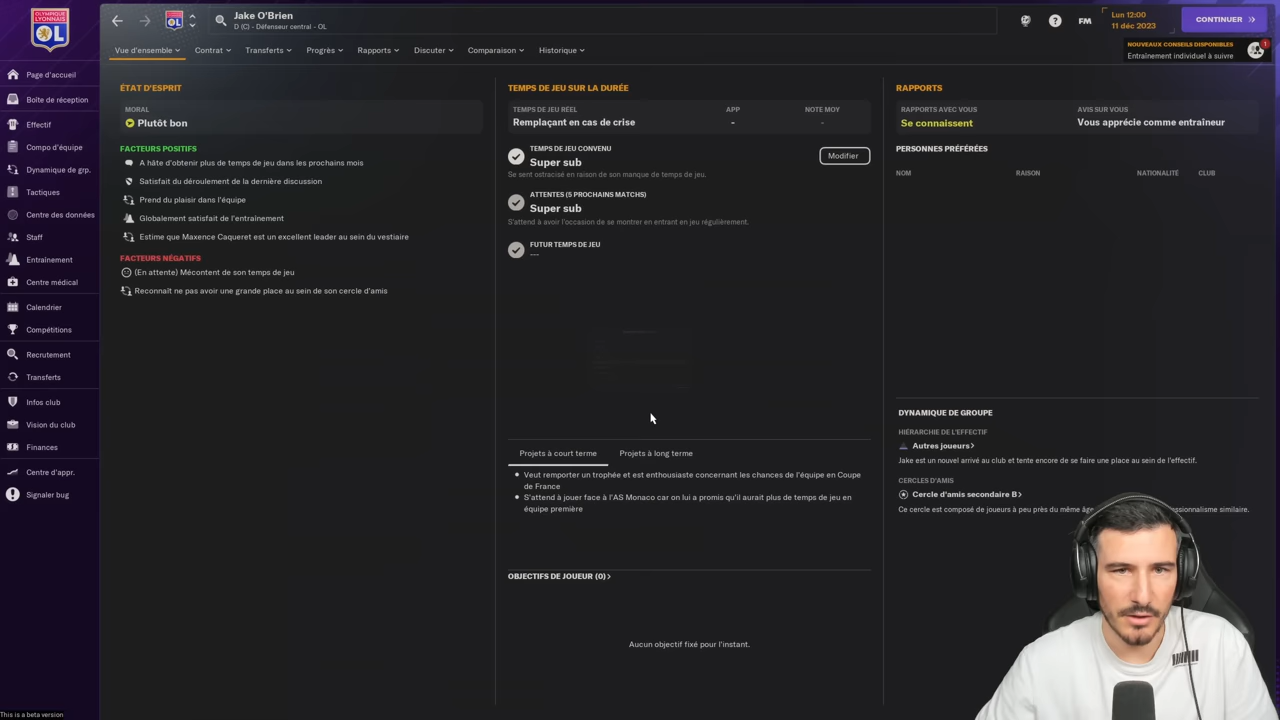 OLYMPIQUE
LYONNAIS
OL
Jake O'Brien
D (C) - Défenseur central - OL
FM
Lun 12:00
11 déc 2023
CONTINUER
Vue d'ensemble
Contrat
Transferts
Progrès
Rapports
Discuter
Comparaison
Historique
NOUVEAUX CONSEILS DISPONIBLES
Entraînement individuel à suivre
1
Page d'accueil
Boîte de réception
Effectif
Compo d'équipe
Dynamique de grp.
Tactiques
Centre des données
Staff
Entraînement
Centre médical
Calendrier
Compétitions
Recrutement
Transferts
Infos club
Vision du club
Finances
Centre d'appr.
Signaler bug
This is a beta version
ÉTAT D'ESPRIT
MORAL
Plutôt bon
FACTEURS POSITIFS
A hâte d'obtenir plus de temps de jeu dans les prochains mois
Satisfait du déroulement de la dernière discussion
Prend du plaisir dans l'équipe
Globalement satisfait de l'entraînement
Estime que Maxence Caqueret est un excellent leader au sein du vestiaire
FACTEURS NÉGATIFS
(En attente) Mécontent de son temps de jeu
Reconnaît ne pas avoir une grande place au sein de son cercle d'amis
TEMPS DE JEU SUR LA DURÉE
TEMPS DE JEU RÉEL APP NOTE MOY
Remplaçant en cas de crise - -
TEMPS DE JEU CONVENU
Super sub
Modifier
Se sent ostracisé en raison de son manque de temps de jeu.
ATTENTES (5 PROCHAINS MATCHS)
Super sub
S'attend à avoir l'occasion de se montrer en entrant en jeu régulièrement.
FUTUR TEMPS DE JEU
---
Projets à court terme Projets à long terme
Veut remporter un trophée et est enthousiaste concernant les chances de l'équipe en Coupe
de France
S'attend à jouer face à l'AS Monaco car on lui a promis qu'il aurait plus de temps de jeu en
équipe première
OBJECTIFS DE JOUEUR (0) >
Aucun objectif fixé pour l'instant.
RAPPORTS
RAPPORTS AVEC VOUS AVIS SUR VOUS
Se connaissent Vous apprécie comme entraîneur
PERSONNES PRÉFÉRÉES
NOM RAISON NATIONALITÉ CLUB
DYNAMIQUE DE GROUPE
HIÉRARCHIE DE L'EFFECTIF
Autres joueurs >
Jake est un nouvel arrivé au club et tente encore de se faire une place au sein de l'effectif.
CERCLES D'AMIS
Cercle d'amis secondaire B >
Ce cercle est composé de joueurs à peu près du même âge similaire.